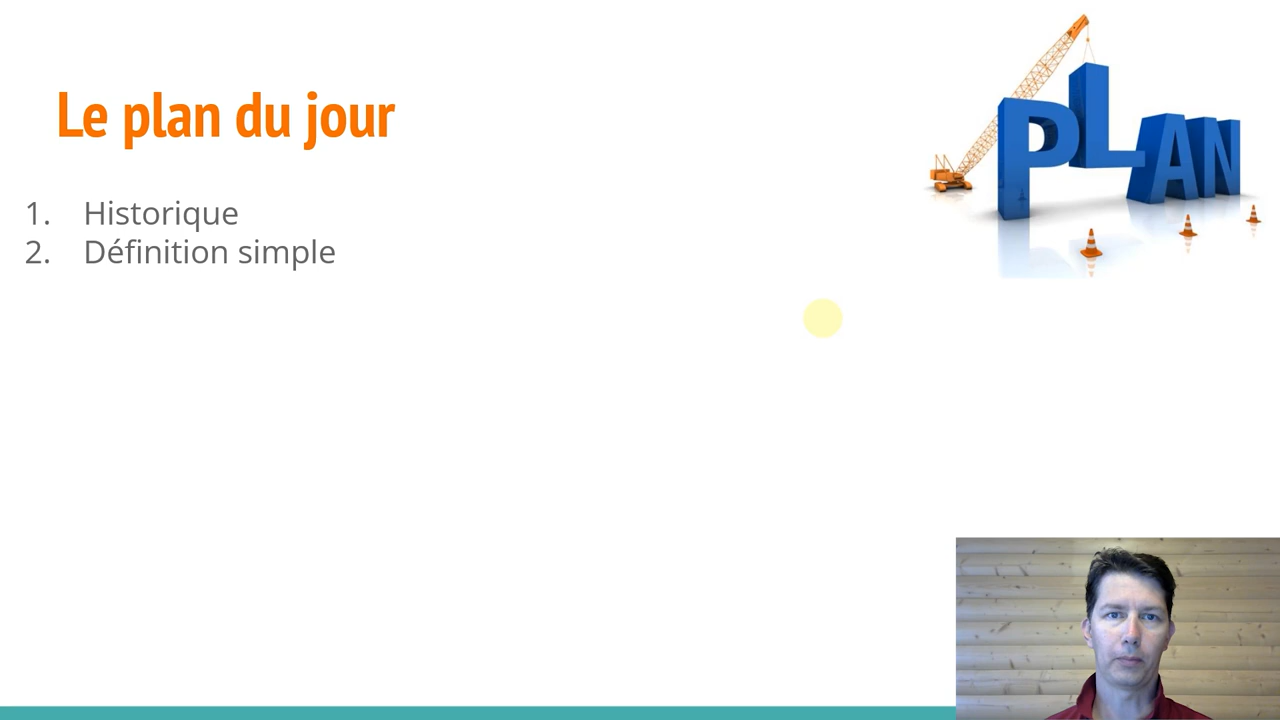 Le plan du jour
PLAN
1. Historique
2. Définition simple